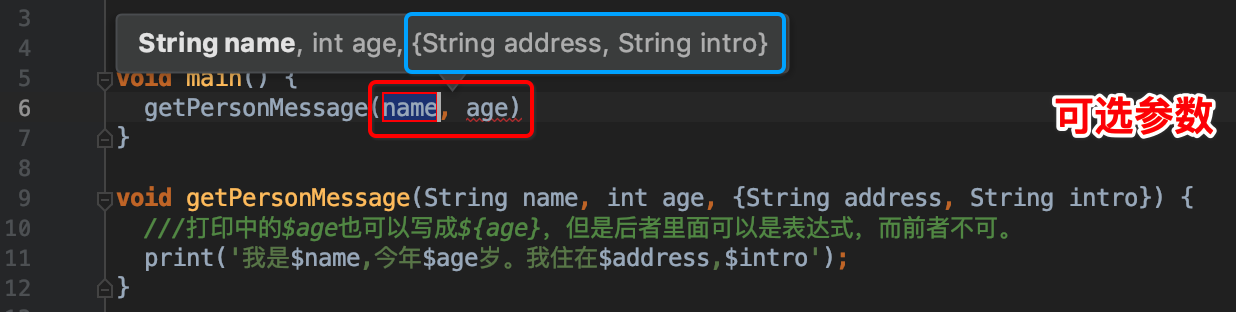 3
String name, int age, {String address, String intro}
4
5 void main() {
6 getPersonMessage(name, age)
可选参数
7 }
8
9 void getPersonMessage(String name, int age, {String address, String intro}) {
10 ///打印中的$age也可以写成${age}，但是后者里面可以是表达式，而前者不可。
11 print('我是$name,今年$age岁。我住在$address,$intro');
12 }